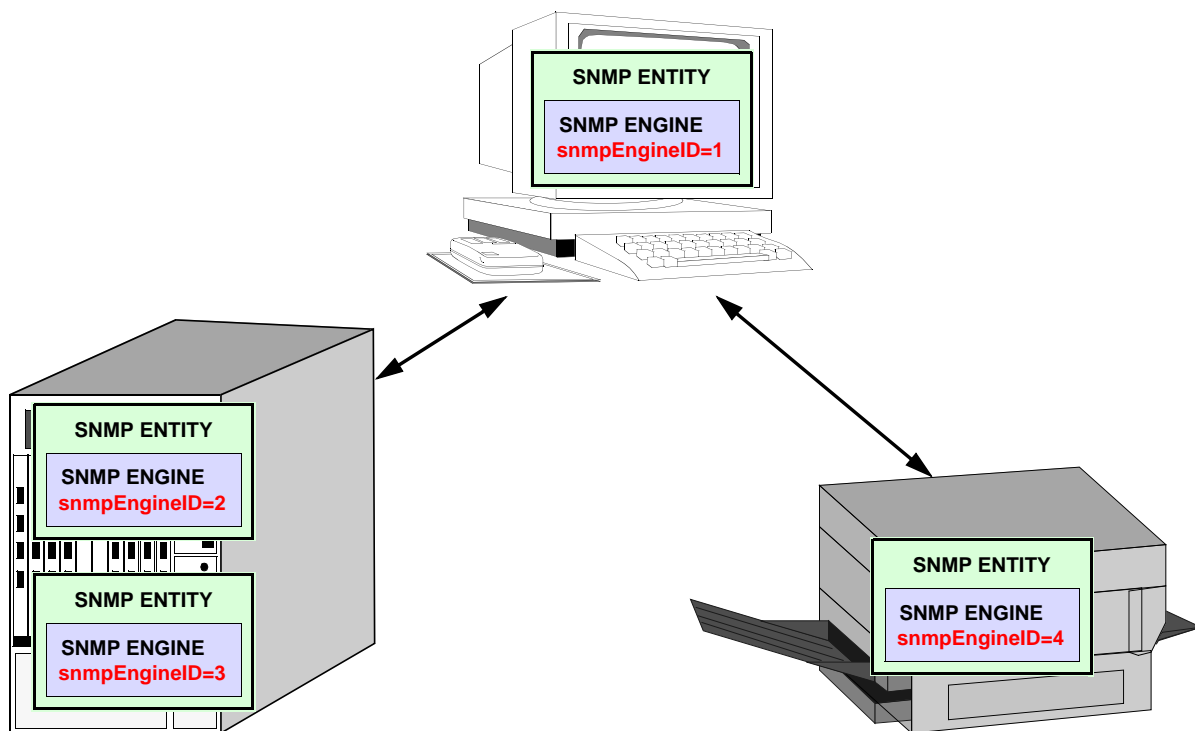 SNMP ENTITY
SNMP ENGINE
snmpEngineID=1
SNMP ENTITY
SNMP ENGINE
snmpEngineID=2
SNMP ENTITY
SNMP ENGINE
snmpEngineID=3
SNMP ENTITY
SNMP ENGINE
snmpEngineID=4